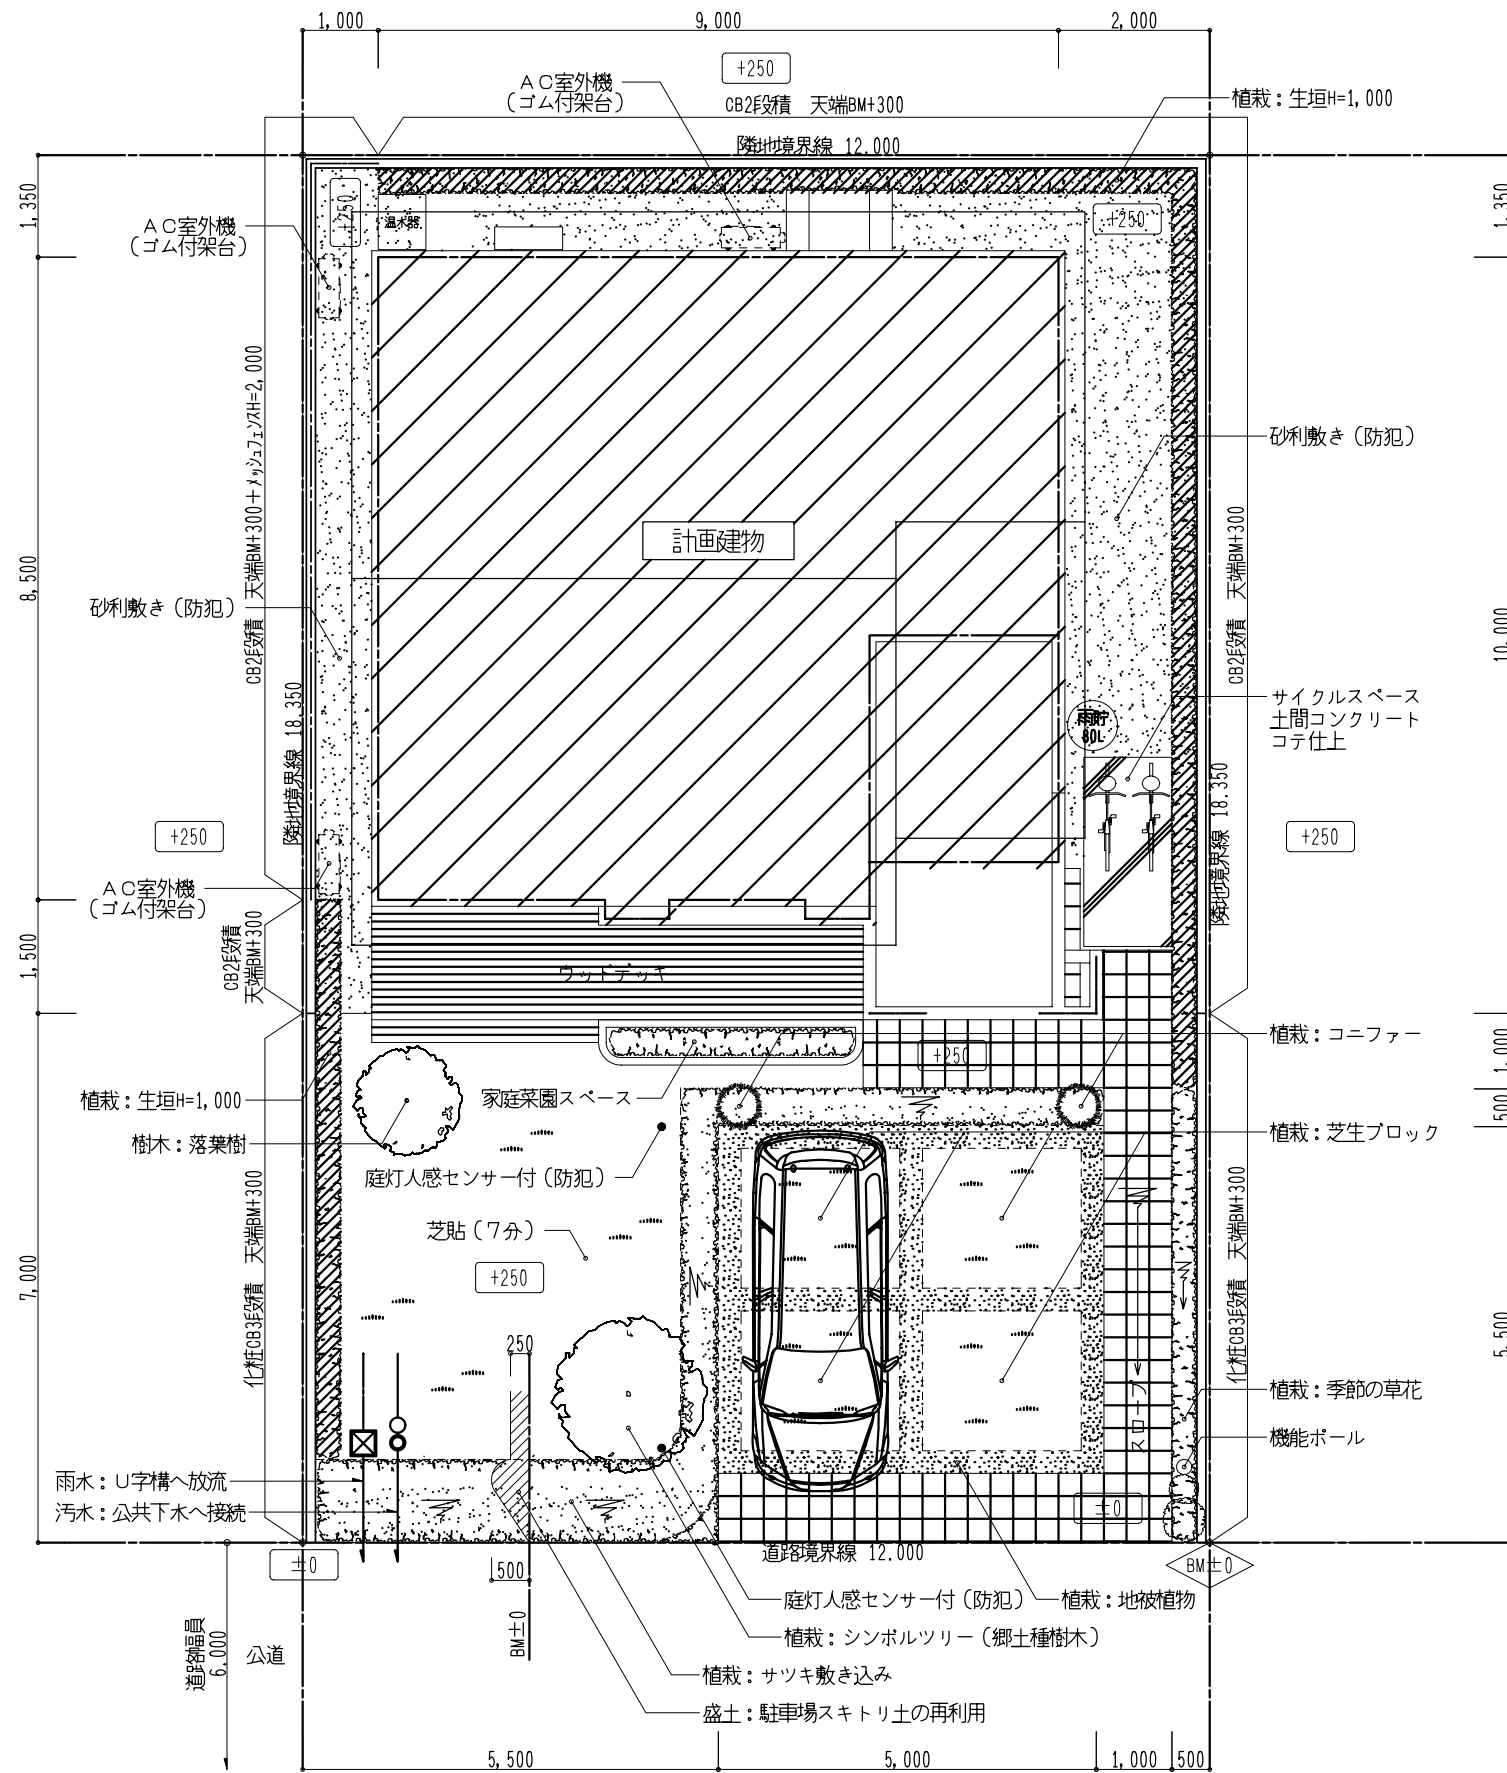 1,000
9,000
2,000
+250
AC室外機
(ゴム付架台)
CB2段積　天端BM+300
植栽：生垣H=1,000
隣地境界線 12.000
1,350
1,350
+250
温水器
+250
AC室外機
(ゴム付架台)
CB2段積　天端BM+300+メッシュフェンスH=2,000
砂利敷き（防犯）
計画建物
8,500
CB2段積　天端BM+300
10,000
砂利敷き（防犯）
隣地境界線 18.350
サイクルスペース
土間コンクリート
コテ仕上
雨貯
80L
隣地境界線 18.350
+250
+250
AC室外機
(ゴム付架台)
CB2段積
天端BM+300
1,500
ウッドデッキ
植栽：コニファー
+250
1,000
植栽：生垣H=1,000
家庭菜園スペース
500
植栽：芝生ブロック
樹木：落葉樹
庭灯人感センサー付（防犯）
化粧CB3段積　天端BM+300
化粧CB3段積　天端BM+300
芝貼（7分）
7,000
+250
250
5,500
スロープ
植栽：季節の草花
機能ポール
雨水：U字構へ放流
汚水：公共下水へ接続
±0
道路境界線 12.000
±0
BM±0
500
BM±0
庭灯人感センサー付（防犯）
植栽：地被植物
植栽：シンボルツリー（郷土種樹木）
道路幅員
6,000
公道
植栽：サツキ敷き込み
盛土：駐車場スキトリ土の再利用
5,500
5,000
1,000
500